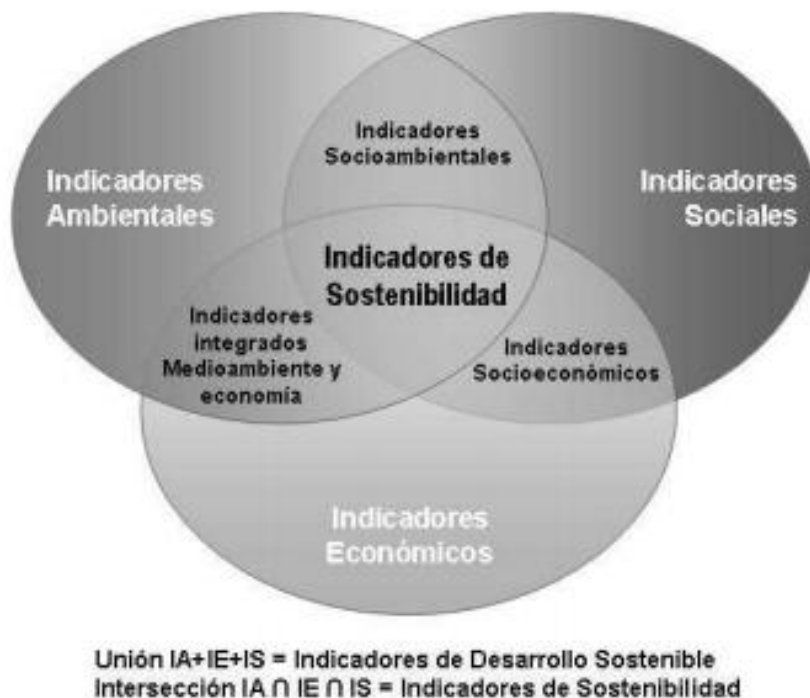 Indicadores
Socioambientales
Indicadores
Ambientales
Indicadores
Sociales
Indicadores de
Sostenibilidad
Indicadores
integrados
Medioambiente y
economía
Indicadores
Socioeconómicos
Indicadores
Económicos
Unión IA+IE+IS = Indicadores de Desarrollo Sostenible
Intersección IA ∩ IE ∩ IS = Indicadores de Sostenibilidad